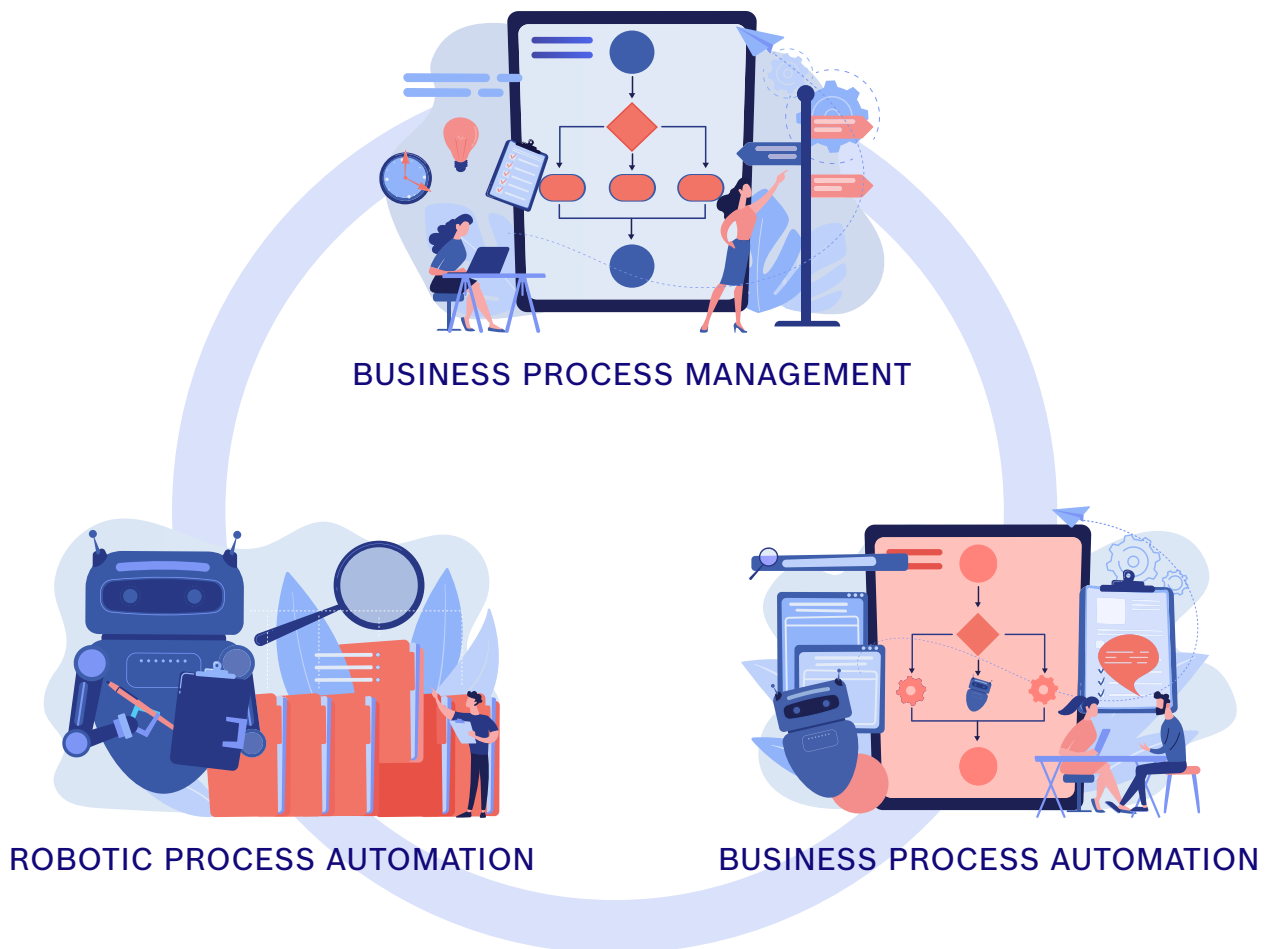 BUSINESS PROCESS MANAGEMENT
ROBOTIC PROCESS AUTOMATION
BUSINESS PROCESS AUTOMATION